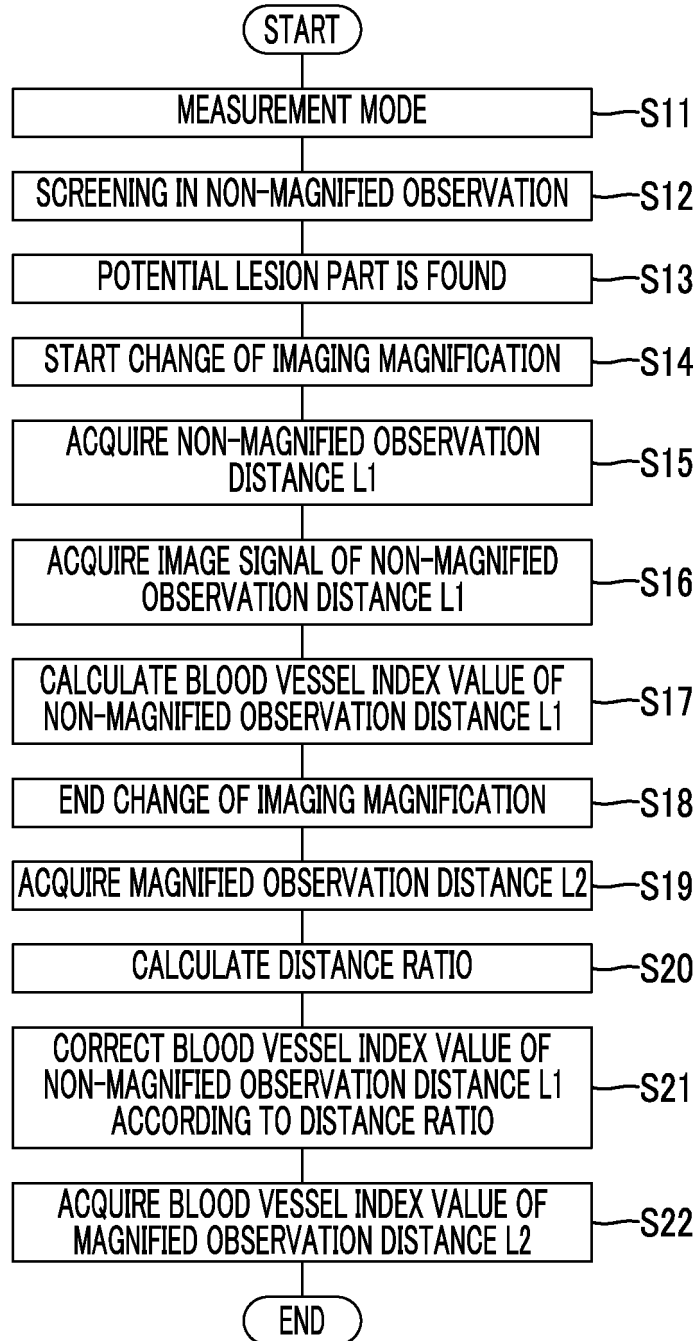 START
MEASUREMENT MODE S11
SCREENING IN NON-MAGNIFIED OBSERVATION S12
POTENTIAL LESION PART IS FOUND S13
START CHANGE OF IMAGING MAGNIFICATION S14
ACQUIRE NON-MAGNIFIED OBSERVATION
DISTANCE L1
S15
ACQUIRE IMAGE SIGNAL OF NON-MAGNIFIED
OBSERVATION DISTANCE L1
S16
CALCULATE BLOOD VESSEL INDEX VALUE OF
NON-MAGNIFIED OBSERVATION DISTANCE L1
S17
END CHANGE OF IMAGING MAGNIFICATION S18
ACQUIRE MAGNIFIED OBSERVATION DISTANCE L2 S19
CALCULATE DISTANCE RATIO S20
CORRECT BLOOD VESSEL INDEX VALUE OF
NON-MAGNIFIED OBSERVATION DISTANCE L1
ACCORDING TO DISTANCE RATIO
S21
ACQUIRE BLOOD VESSEL INDEX VALUE OF
MAGNIFIED OBSERVATION DISTANCE L2
S22
END